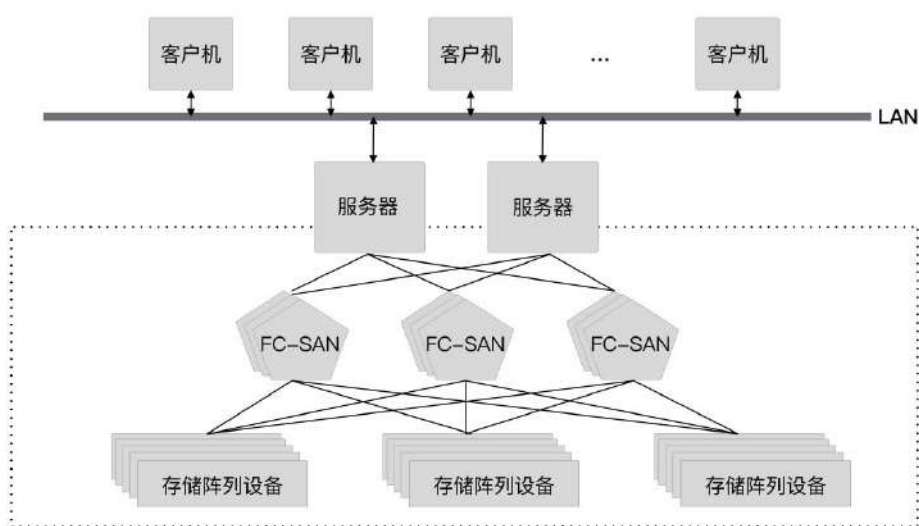 客户机 客户机 客户机 ... 客户机
LAN
服务器 服务器
FC-SAN FC-SAN FC-SAN
存储阵列设备 存储阵列设备 存储阵列设备